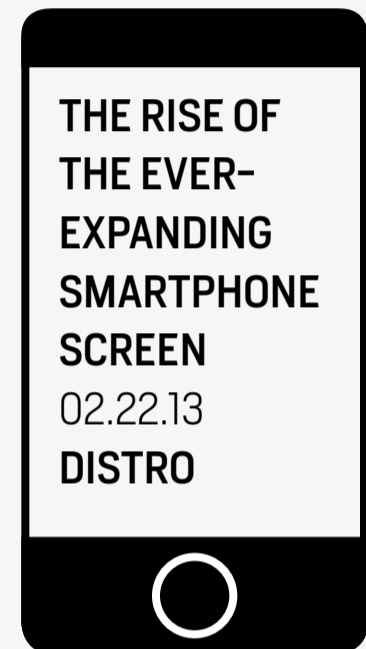 THE RISE OF
THE EVER-
EXPANDING
SMARTPHONE
SCREEN
02.22.13
DISTRO